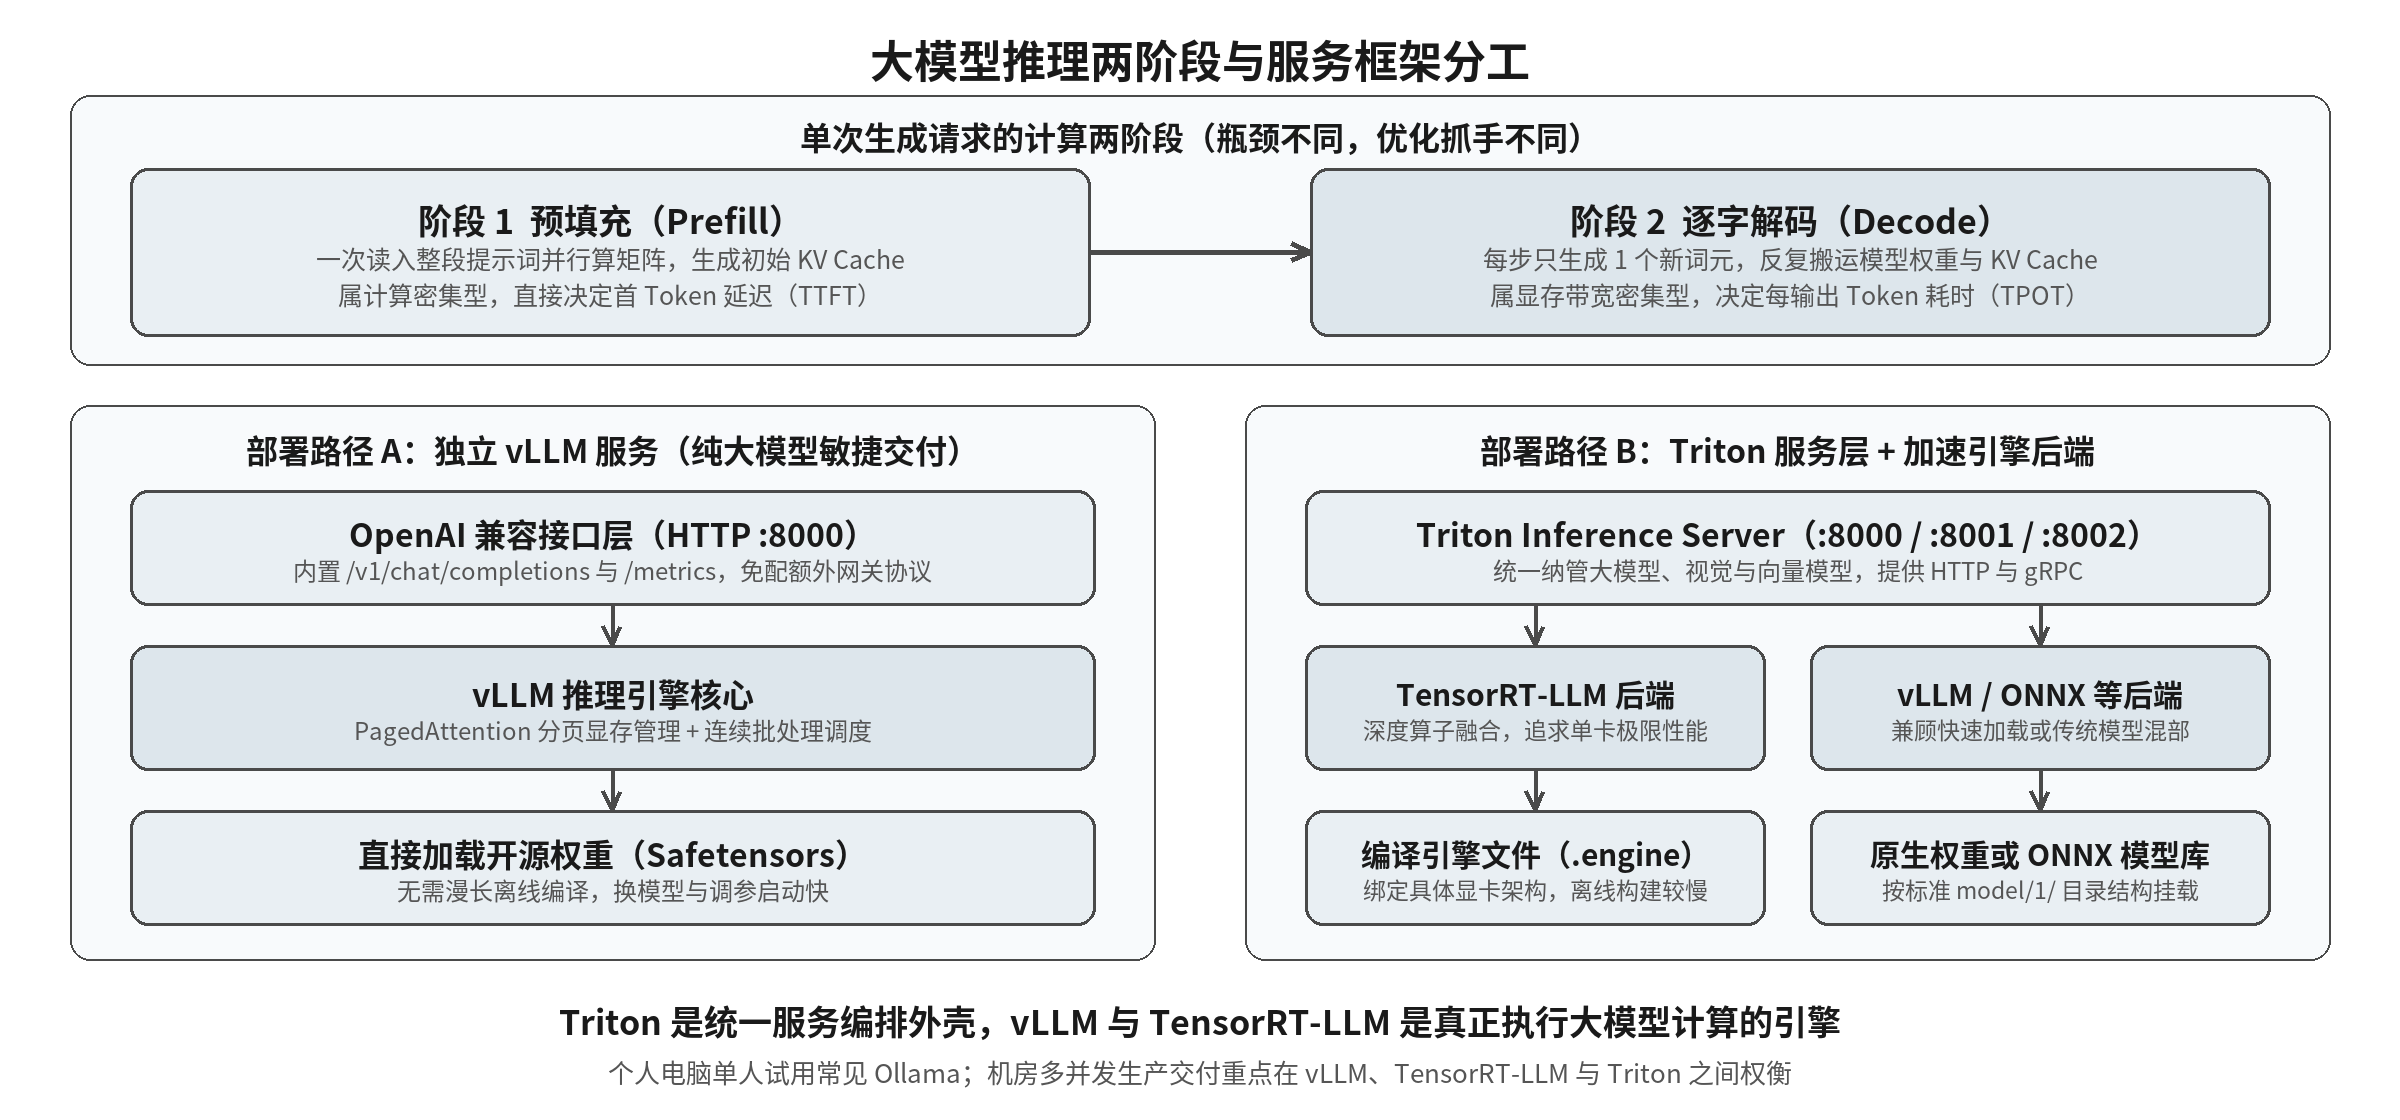 大模型推理两阶段与服务框架分工
单次生成请求的计算两阶段（瓶颈不同，优化抓手不同）
阶段 1 预填充（Prefill）
一次读入整段提示词并行算矩阵，生成初始 KV Cache
属计算密集型，直接决定首 Token 延迟（TTFT）
阶段 2 逐字解码（Decode）
每步只生成 1 个新词元，反复搬运模型权重与 KV Cache
属显存带宽密集型，决定每输出 Token 耗时（TPOT）
部署路径 A：独立 vLLM 服务（纯大模型敏捷交付）
OpenAI 兼容接口层（HTTP :8000）
内置 /v1/chat/completions 与 /metrics，免配额外网关协议
vLLM 推理引擎核心
PagedAttention 分页显存管理 + 连续批处理调度
直接加载开源权重（Safetensors）
无需漫长离线编译，换模型与调参启动快
部署路径 B：Triton 服务层 + 加速引擎后端
Triton Inference Server（:8000 / :8001 / :8002）
统一纳管大模型、视觉与向量模型，提供 HTTP 与 gRPC
TensorRT-LLM 后端
深度算子融合，追求单卡极限性能
vLLM / ONNX 等后端
兼顾快速加载或传统模型混部
编译引擎文件（.engine）
绑定具体显卡架构，离线构建较慢
原生权重或 ONNX 模型库
按标准 model/1/ 目录结构挂载
Triton 是统一服务编排外壳，vLLM 与 TensorRT-LLM 是真正执行大模型计算的引擎
个人电脑单人试用常见 Ollama；机房多并发生产交付重点在 vLLM、TensorRT-LLM 与 Triton 之间权衡